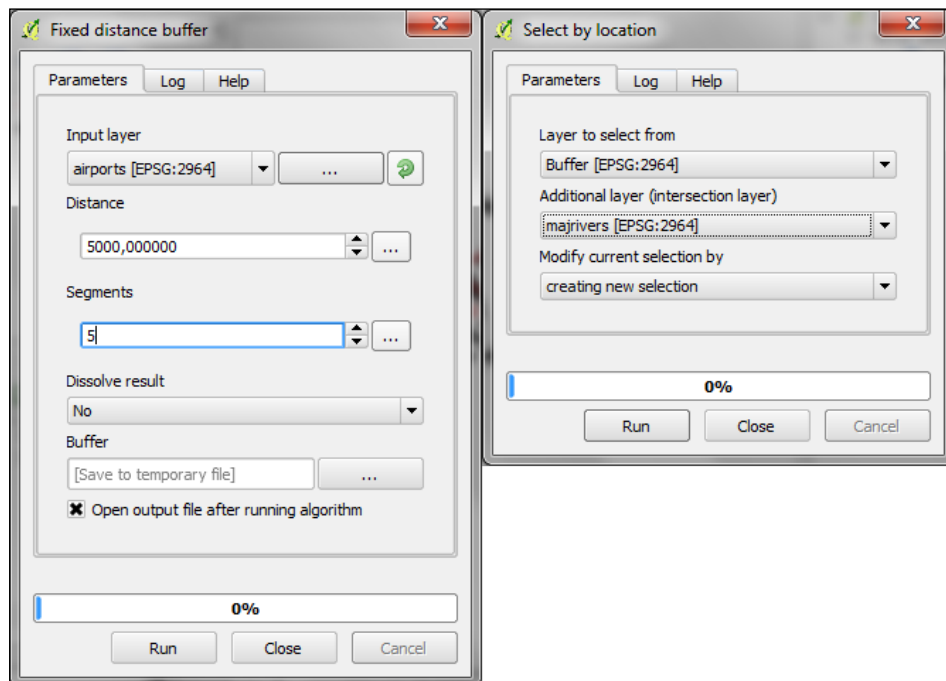 Fixed distance buffer
Parameters Log Help
Input layer
airports [EPSG:2964] ...
Distance
5000,000000 ...
Segments
5 ...
Dissolve result
No
Buffer
[Save to temporary file] ...
Open output file after running algorithm
0%
Run Close Cancel
Select by location
Parameters Log Help
Layer to select from
Buffer [EPSG:2964]
Additional layer (intersection layer)
majrivers [EPSG:2964]
Modify current selection by
creating new selection
0%
Run Close Cancel